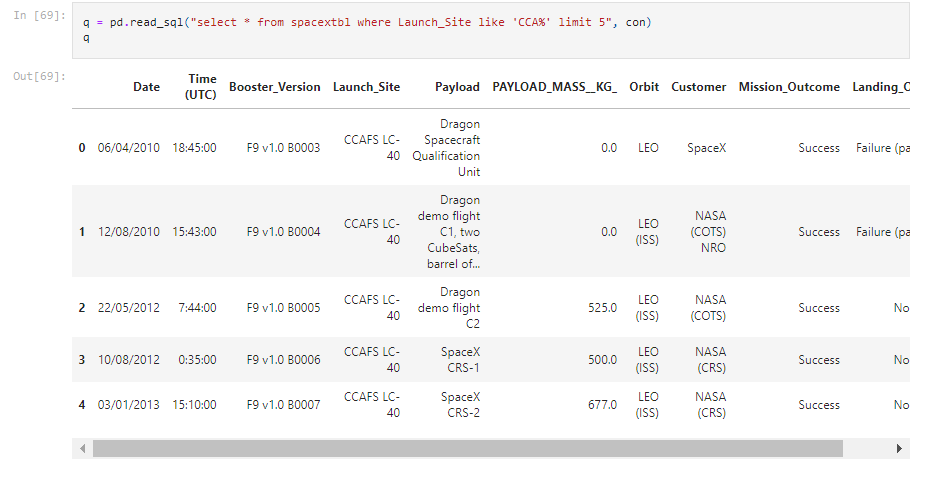 In [69]:
q = pd.read_sql("select * from spacextbl where Launch_Site like 'CCA%' limit 5", con)
q
Out[69]:
Date Time (UTC) Booster_Version Launch_Site Payload PAYLOAD_MASS__KG_ Orbit Customer Mission_Outcome Landing_O
0 06/04/2010 18:45:00 F9 v1.0 B0003 CCAFS LC-40 Dragon Spacecraft Qualification Unit 0.0 LEO SpaceX Success Failure (pa
1 12/08/2010 15:43:00 F9 v1.0 B0004 CCAFS LC-40 Dragon demo flight C1, two CubeSats, barrel of... 0.0 LEO (ISS) NASA (COTS) NRO Success Failure (pa
2 22/05/2012 7:44:00 F9 v1.0 B0005 CCAFS LC-40 Dragon demo flight C2 525.0 LEO (ISS) NASA (COTS) Success No
3 10/08/2012 0:35:00 F9 v1.0 B0006 CCAFS LC-40 SpaceX CRS-1 500.0 LEO (ISS) NASA (CRS) Success No
4 03/01/2013 15:10:00 F9 v1.0 B0007 CCAFS LC-40 SpaceX CRS-2 677.0 LEO (ISS) NASA (CRS) Success No